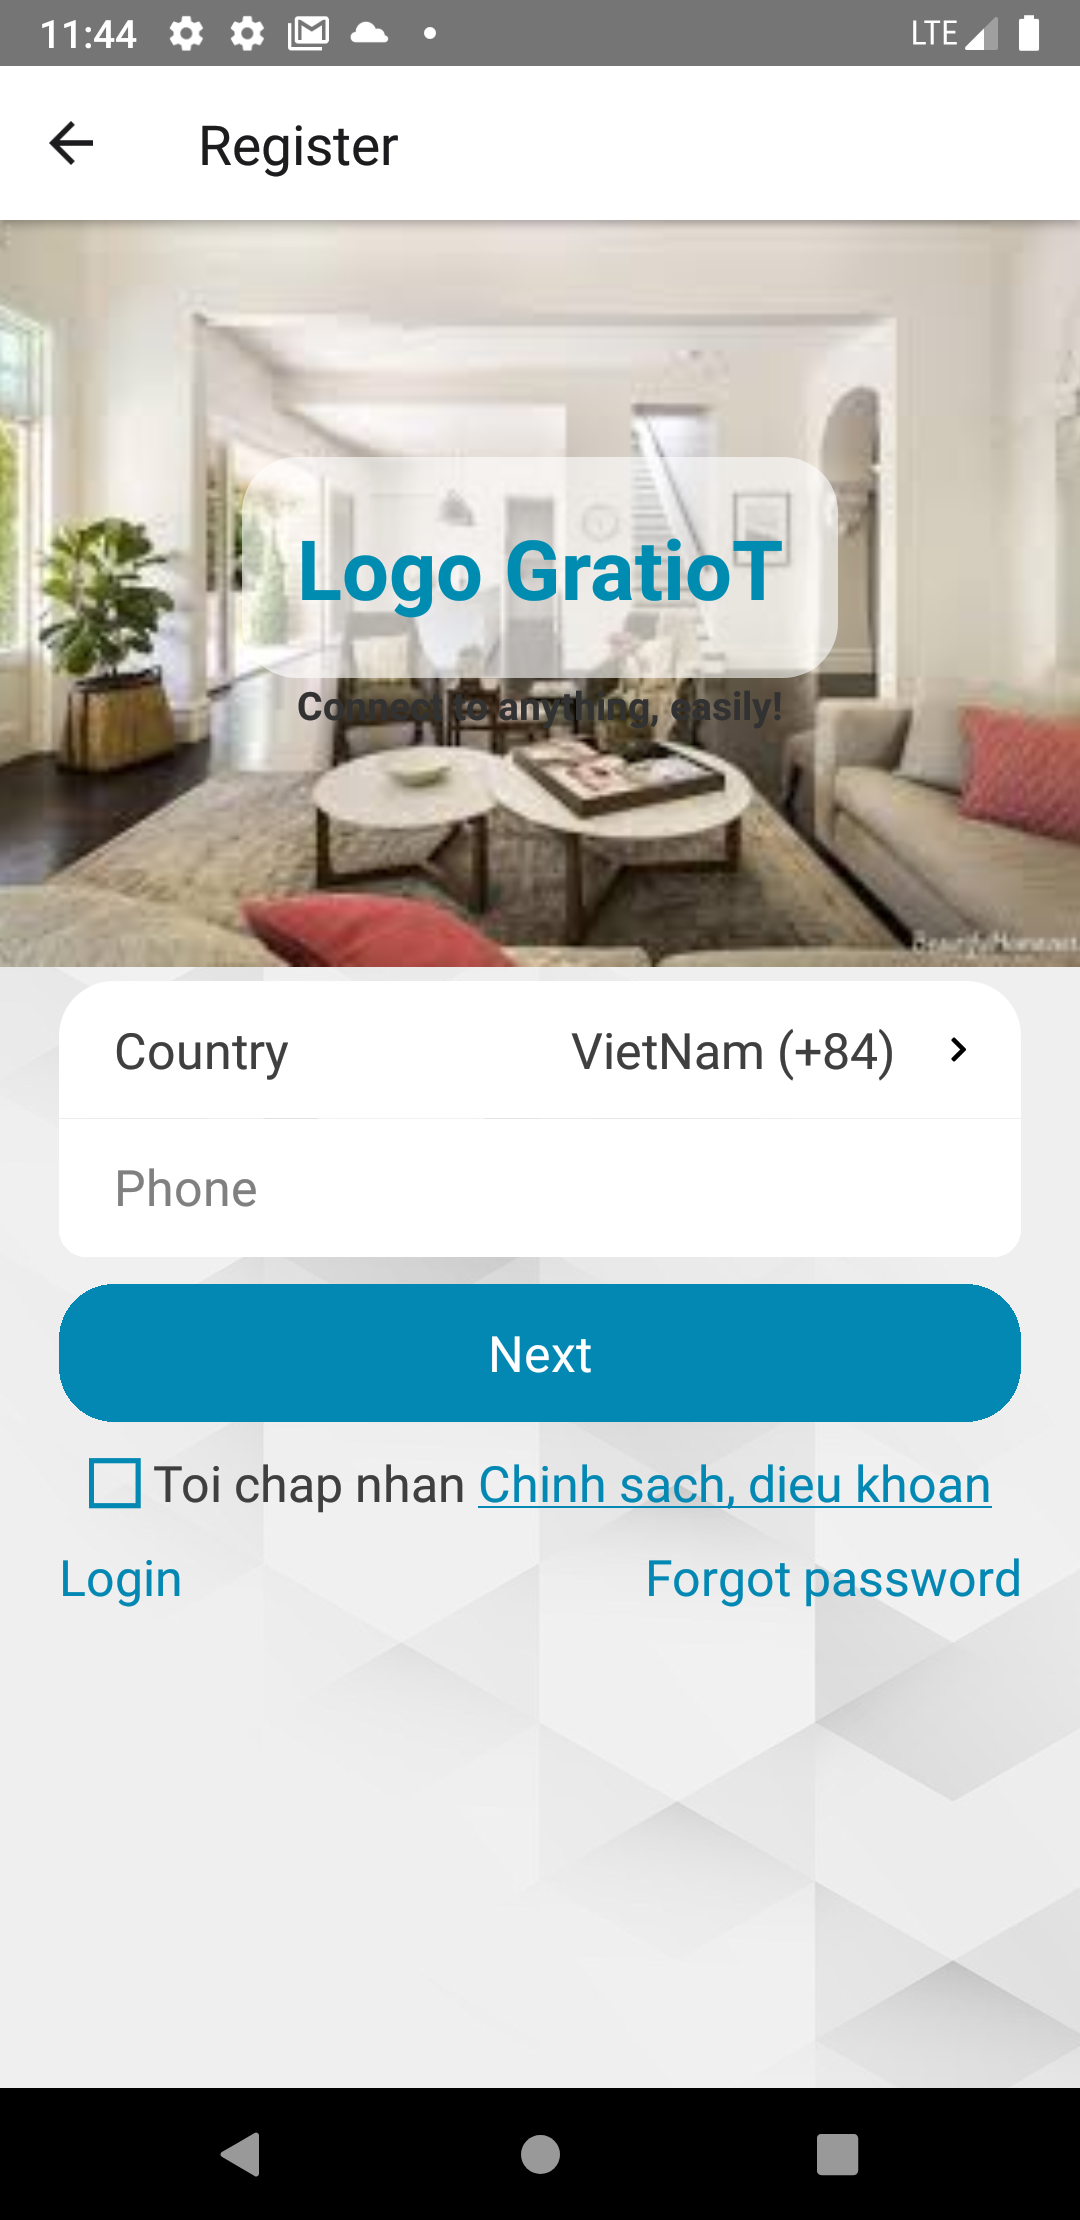 11:44 LTE
Register
Logo GratioT
Connect to anything, easily!
BeautifulHomes.net
Country VietNam (+84)
Phone
Next
Toi chap nhan Chinh sach, dieu khoan
Login Forgot password